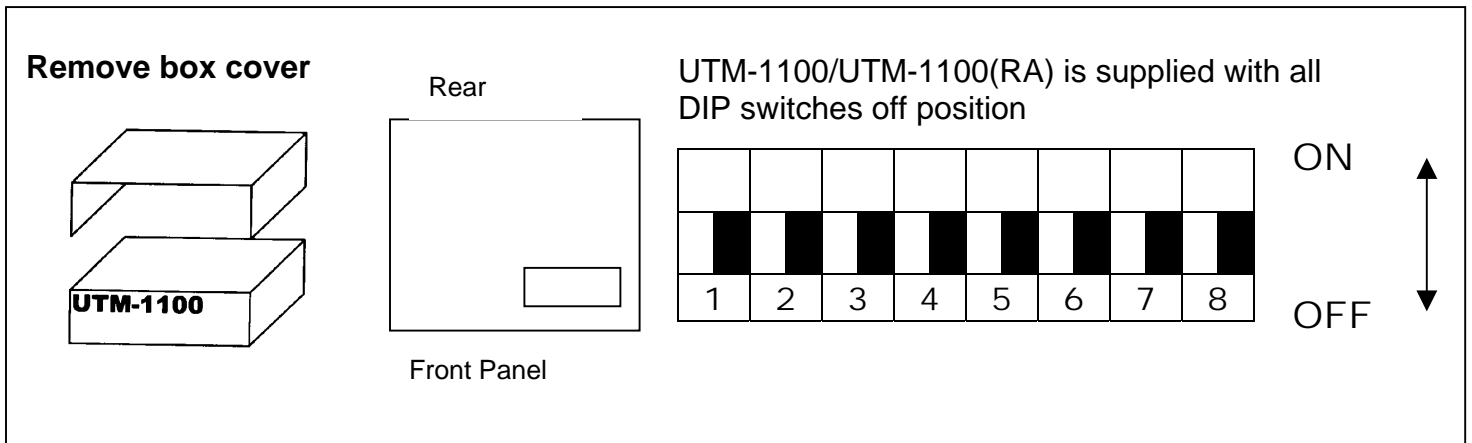 Remove box cover
UTM-1100
Rear
Front Panel
UTM-1100/UTM-1100(RA) is supplied with all
DIP switches off position
ON
1 2 3 4 5 6 7 8
OFF